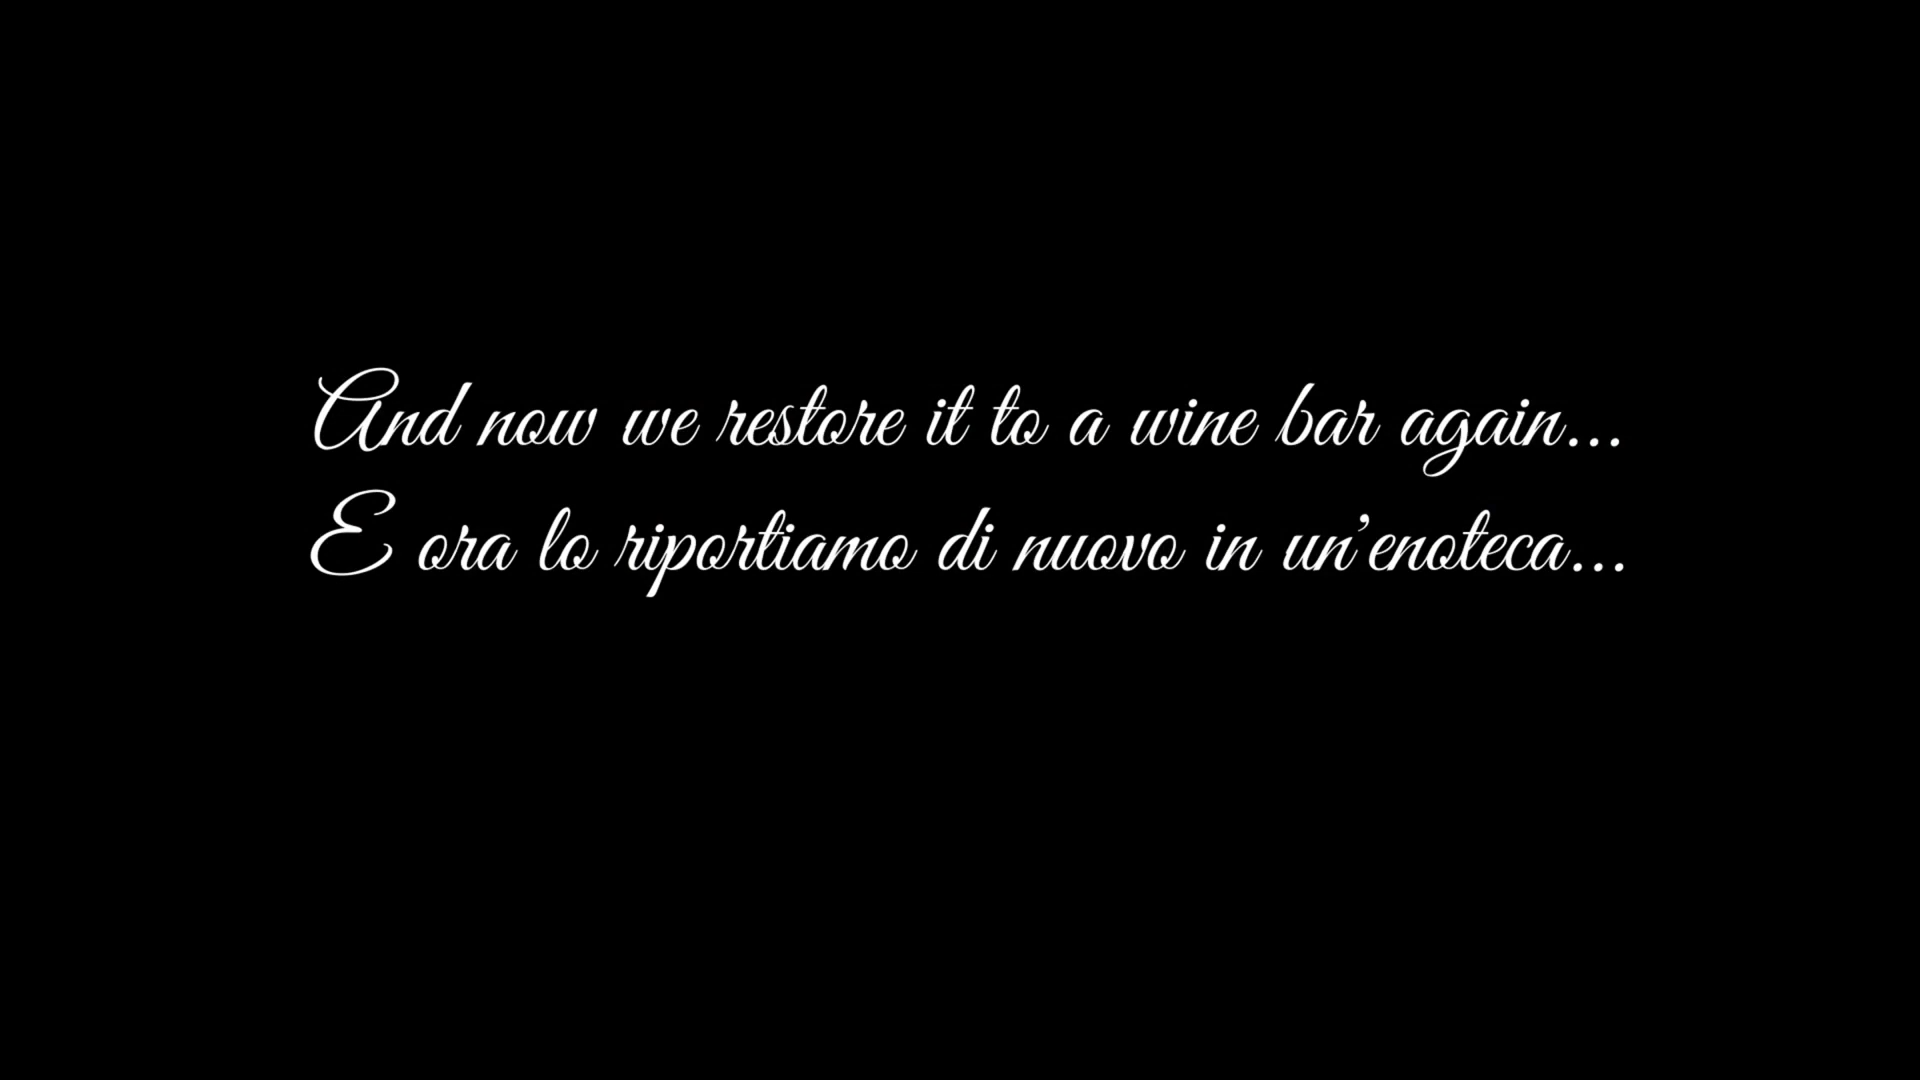 And now we restore it to a wine bar again...
E ora lo riportiamo di nuovo in un'enoteca...